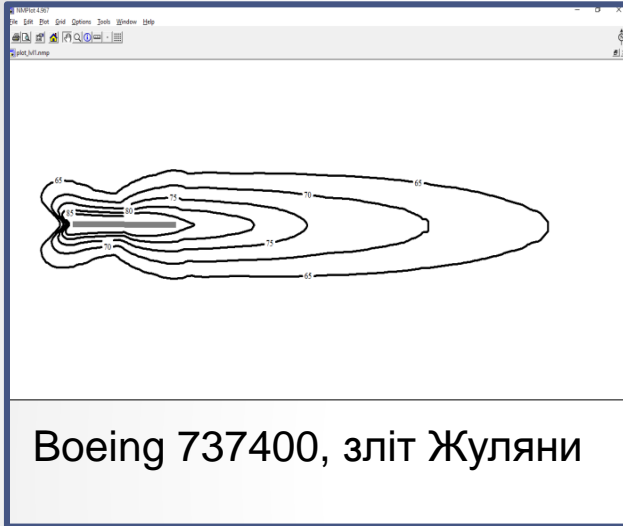 NMPlot 4.967
File Edit Plot Grid Options Tools Window Help
plot_lvl1.nmp
65
65
75
70
85
80
75
70
65
Boeing 737400, зліт Жуляни